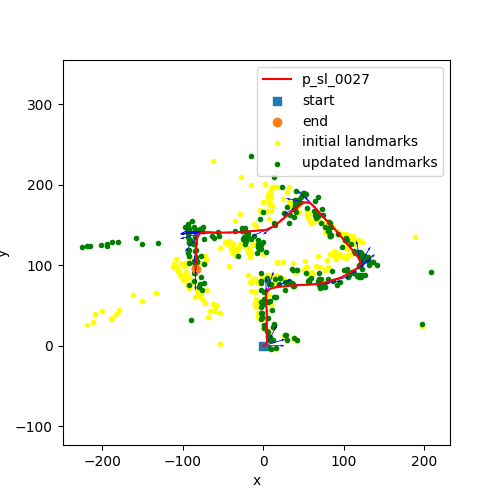 p_sl_0027
start
end
initial landmarks
updated landmarks
300
200
100
0
−100
y
−200
−100
0
100
200
x